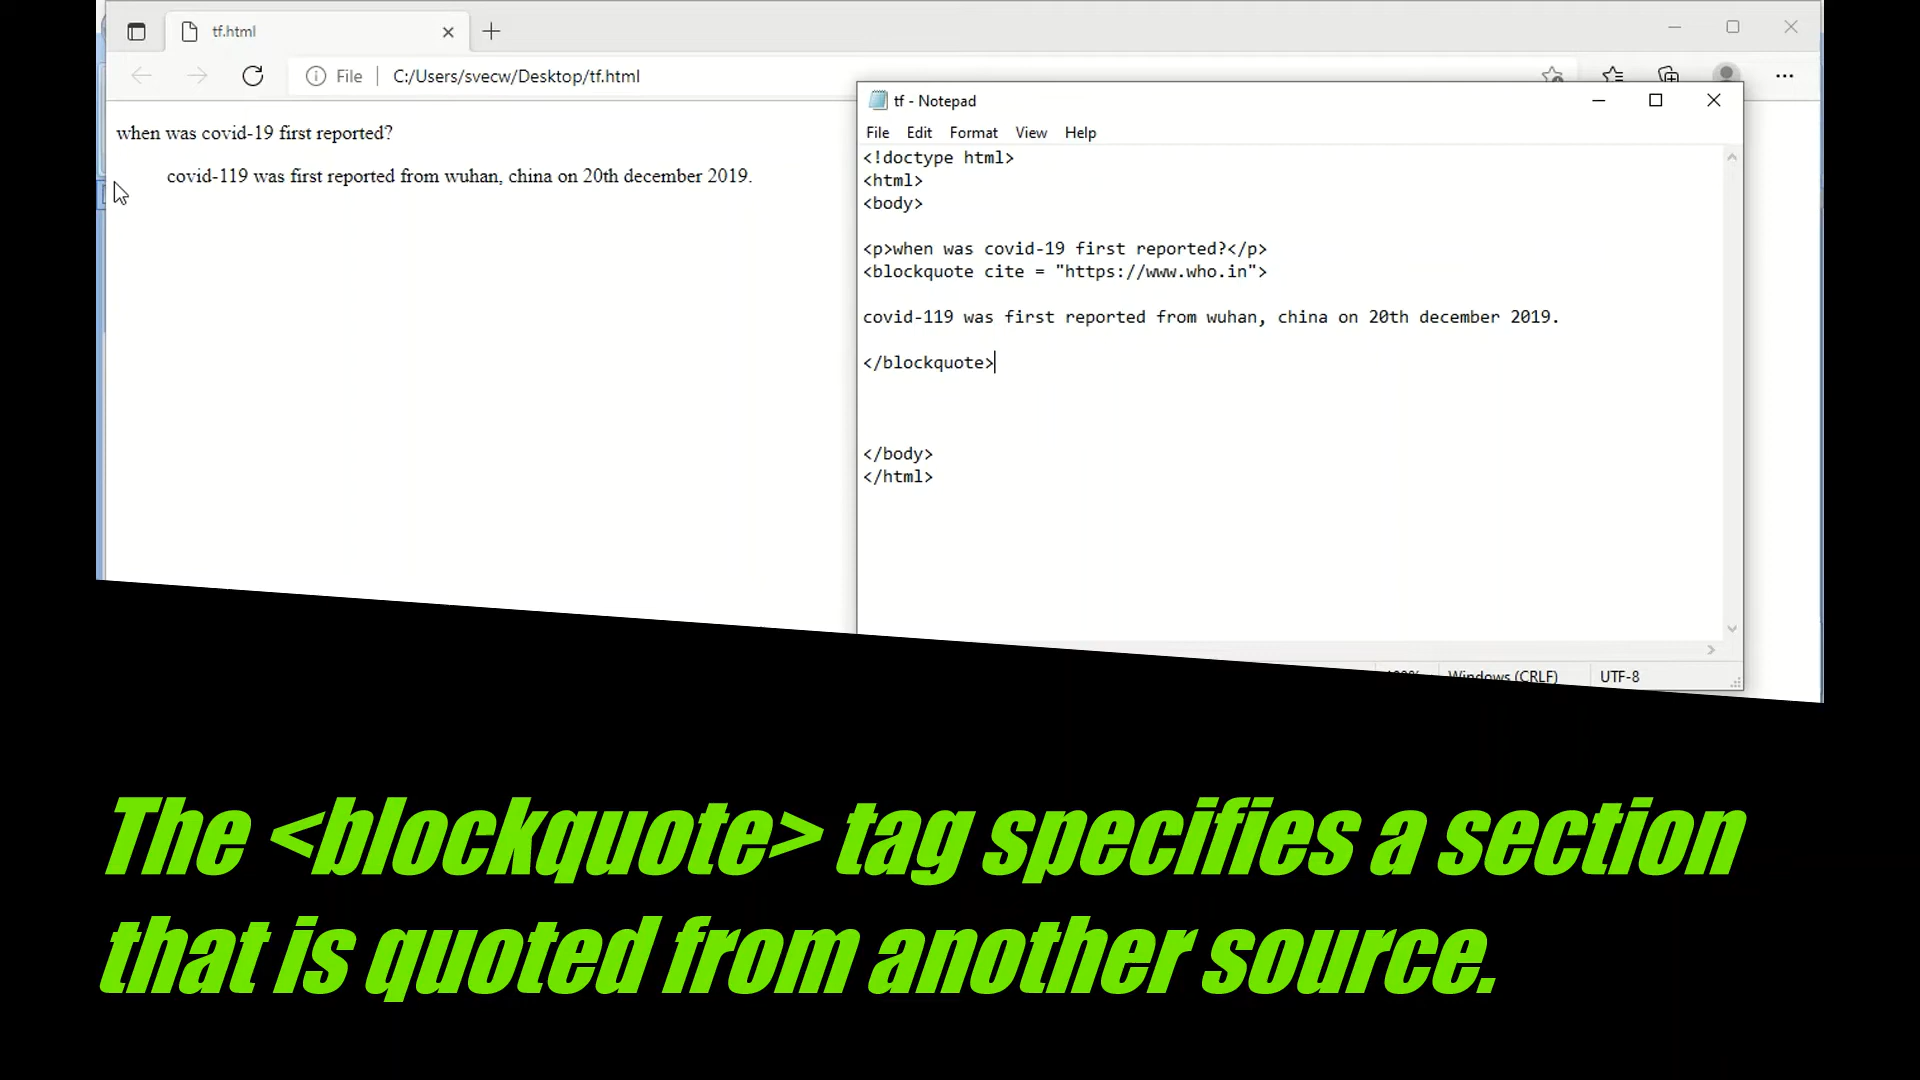 tf.html
File C:/Users/svecw/Desktop/tf.html
when was covid-19 first reported?
covid-119 was first reported from wuhan, china on 20th december 2019.
tf - Notepad
File Edit Format View Help
<!doctype html>
<html>
<body>
<p>when was covid-19 first reported?</p>
<blockquote cite = "https://www.who.in">
covid-119 was first reported from wuhan, china on 20th december 2019.
</blockquote>
</body>
</html>
Windows (CRLF) UTF-8
The <blockquote> tag specifies a section
that is quoted from another source.